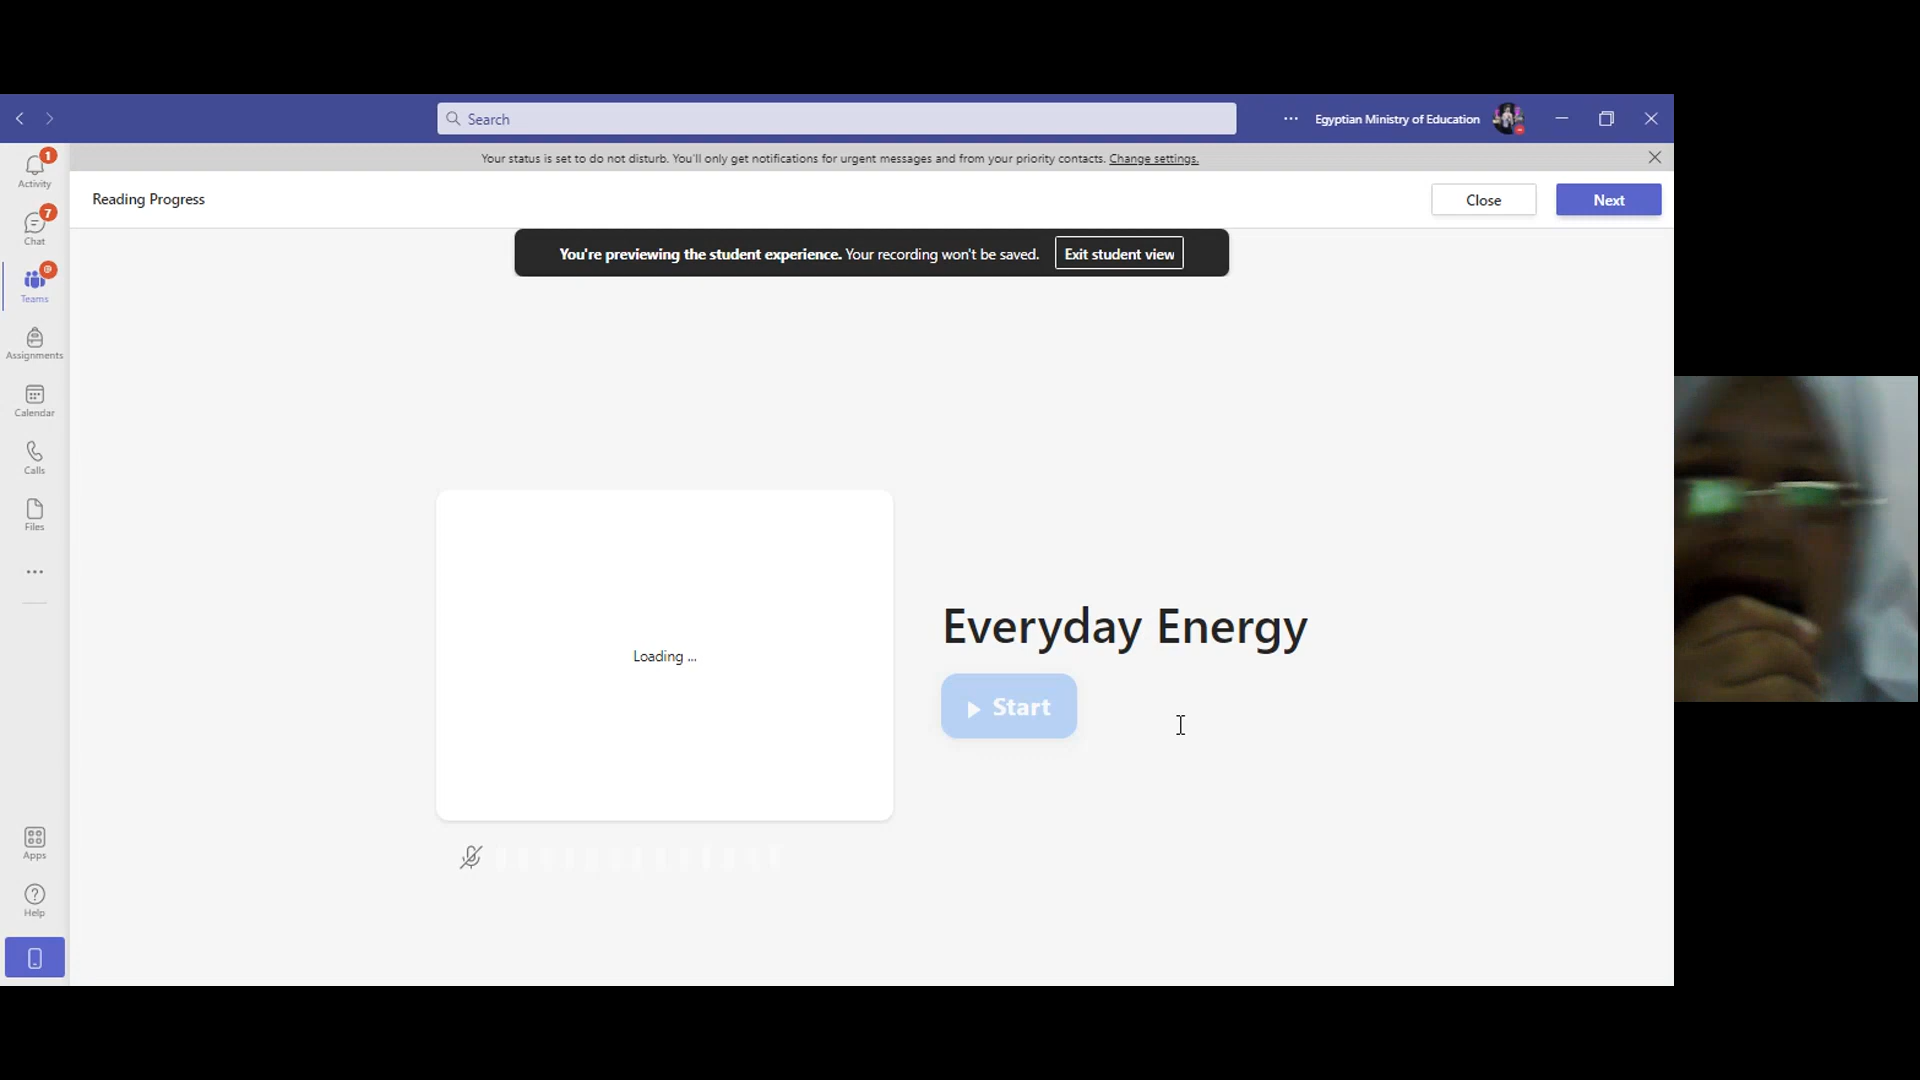 Search
Egyptian Ministry of Education
Your status is set to do not disturb. You'll only get notifications for urgent messages and from your priority contacts. Change settings.
1
Activity
Reading Progress
Close
Next
7
Chat
You're previewing the student experience. Your recording won't be saved.
Exit student view
@
Teams
Assignments
Calendar
Calls
Files
Loading ...
Everyday Energy
Start
Apps
Help